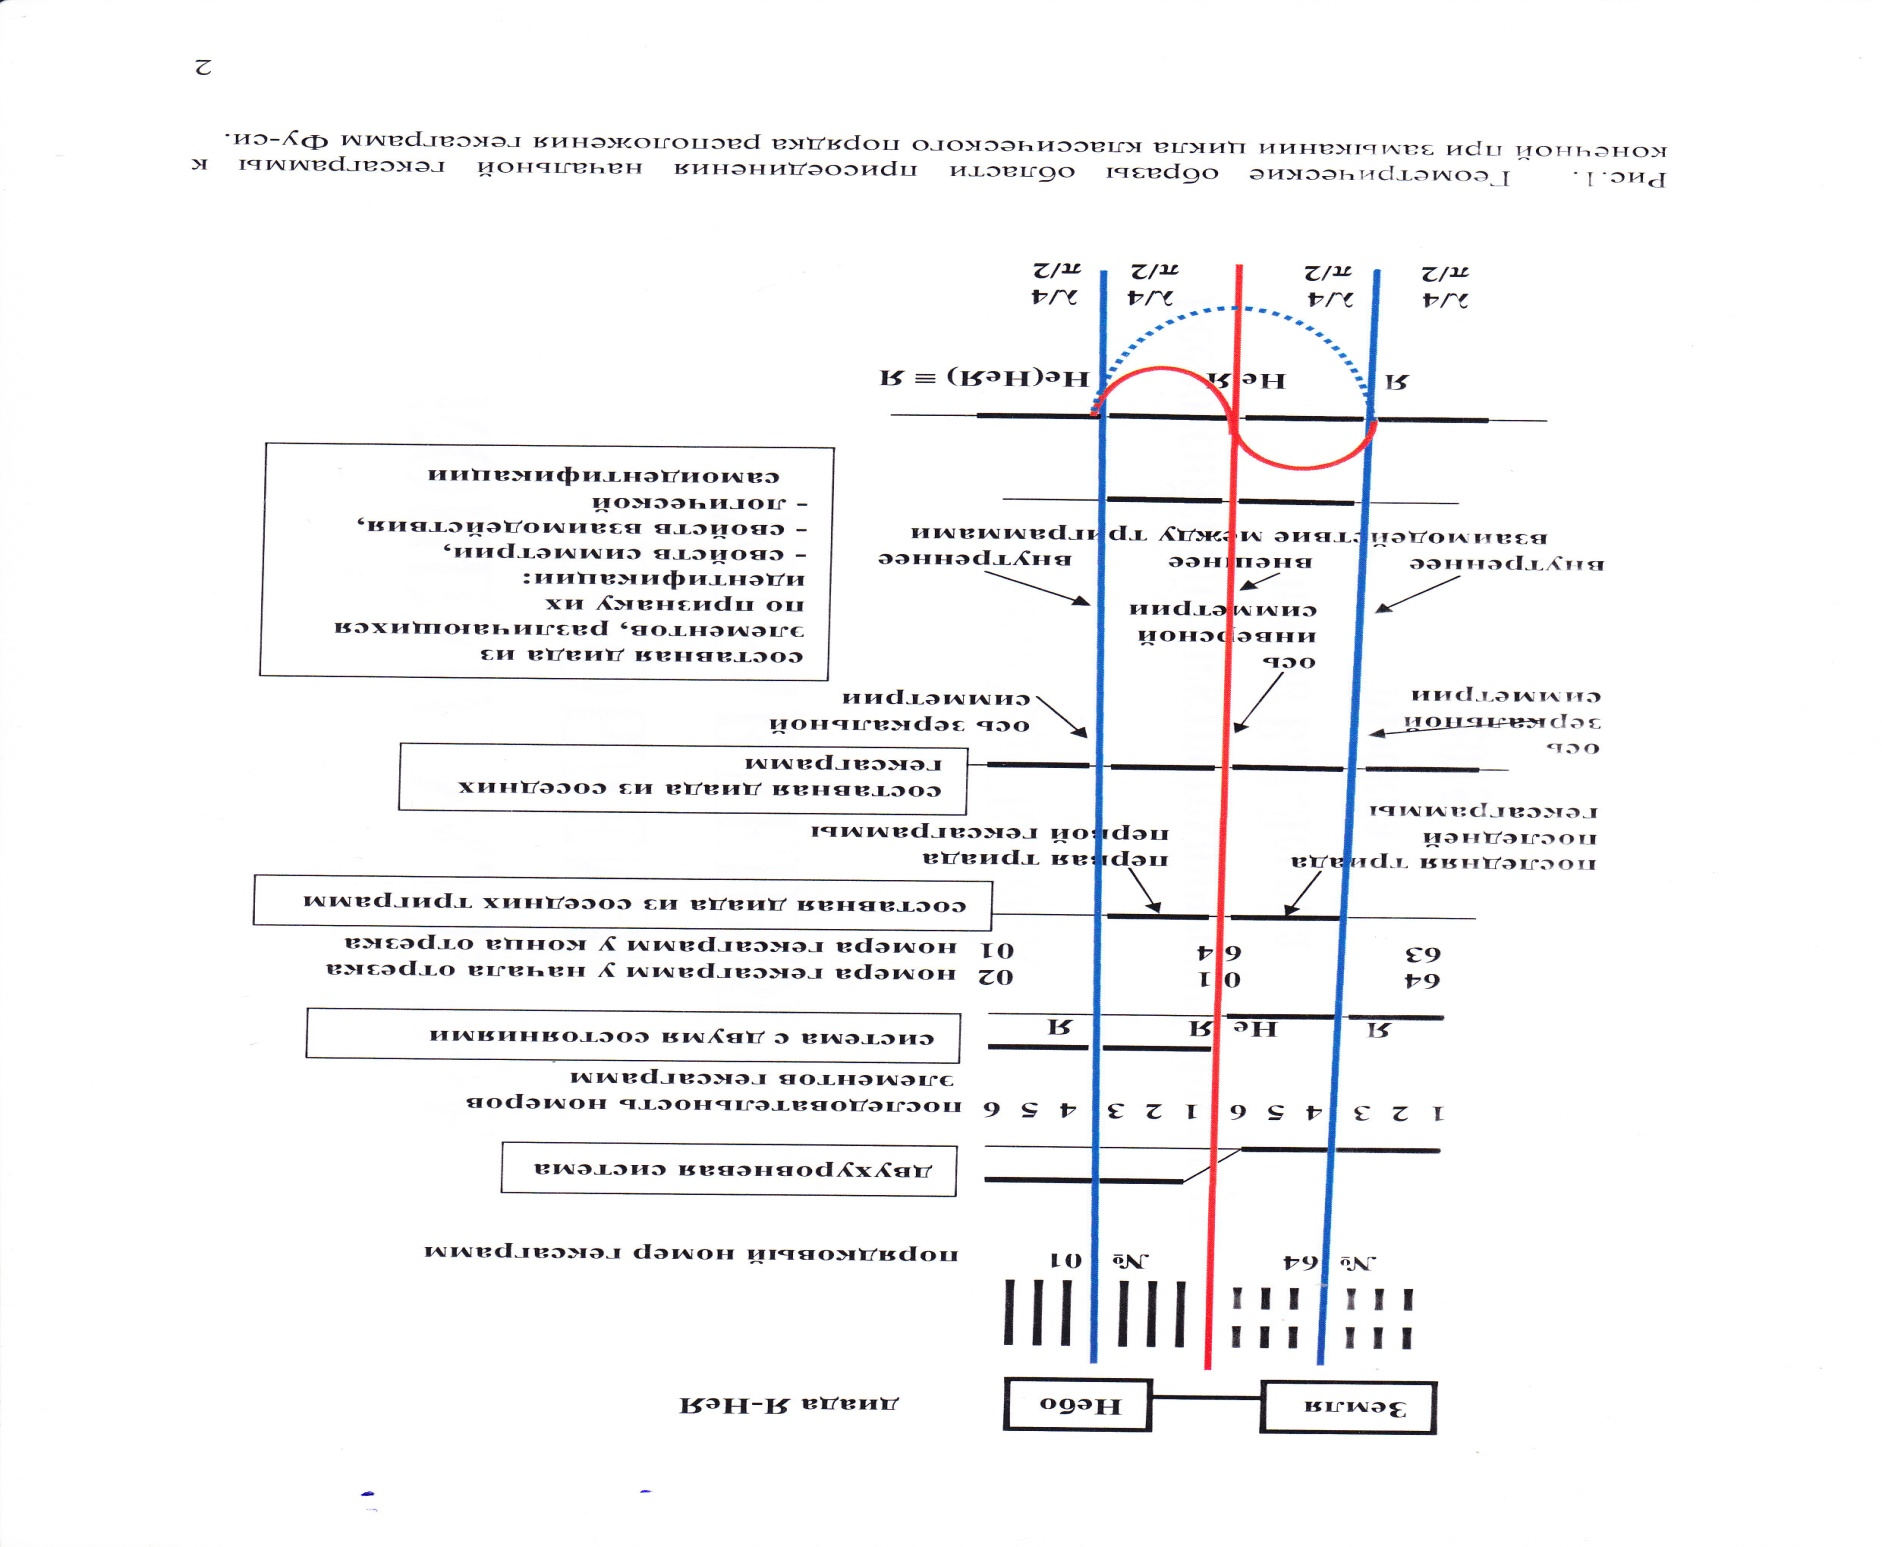 Земля Небо диада Я-НеЯ
№ 64 № 01 порядковый номер гексаграмм
двухуровневая система
1 2 3 4 5 6 1 2 3 4 5 6 последовательность номеров
элементов гексаграмм
Я Не Я Я система с двумя состояниями
64 01 02 номера гексаграмм у начала отрезка
63 64 01 номера гексаграмм у конца отрезка
составная диада из соседних триграмм
последняя триада
последней
гексаграммы
первая триада
первой гексаграммы
составная диада из соседних
гексаграмм
ось
зеркальной
симметрии
ось зеркальной
симметрии
ось
инверсной
симметрии
составная диада из
элементов, различающихся
по признаку их
идентификации:
- свойств симметрии,
- свойств взаимодействия,
- логической
самоидентификации
внутреннее внешнее внутреннее
взаимодействие между триграммами
Я Не Я Не(НеЯ) ≡ Я
λ/4 λ/4 λ/4 λ/4
π/2 π/2 π/2 π/2
Рис.1. Геометрические образы области присоединения начальной гексаграммы к
конечной при замыкании цикла классического порядка расположения гексаграмм Фу-си.
2